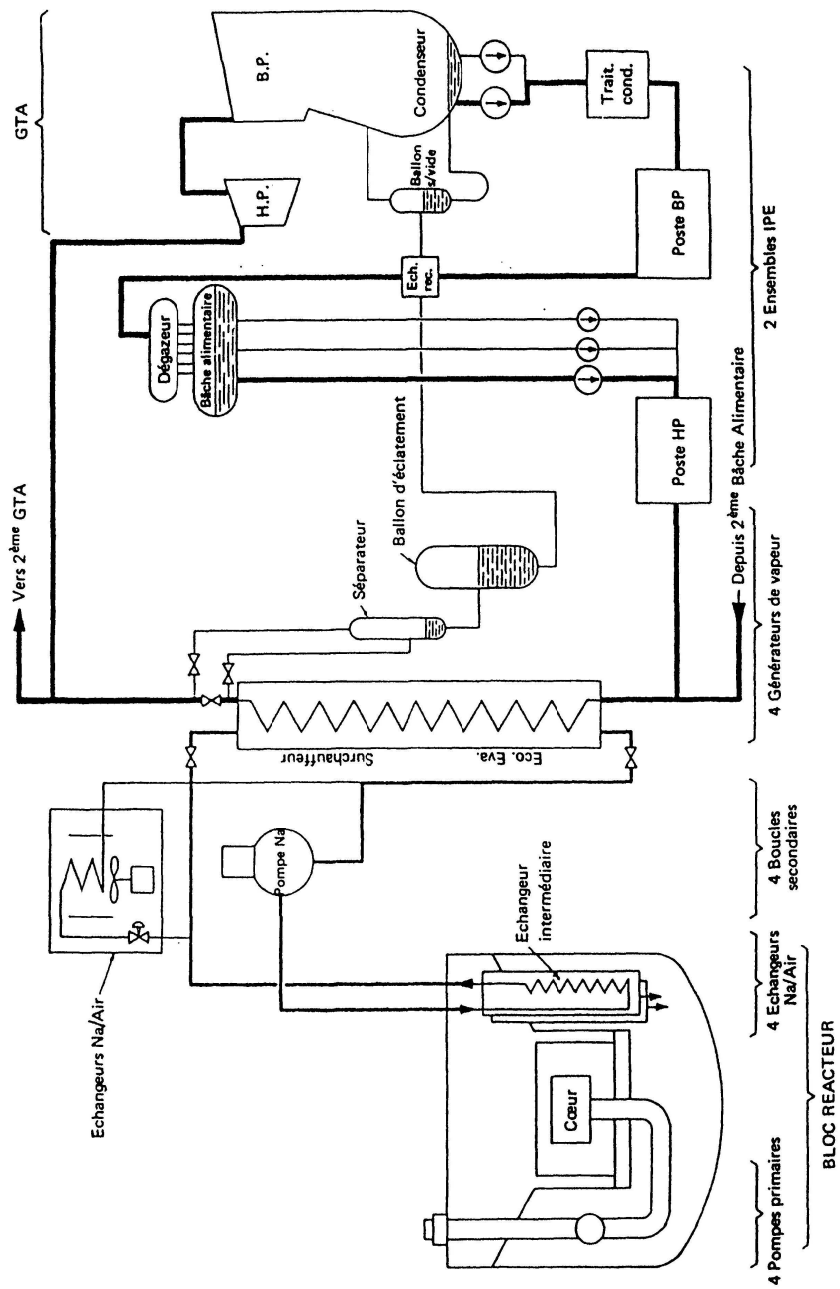 GTA
Vers 2ème GTA
B.P.
H.P.
Condenseur
Ballon
s/vide
Ech.
rec.
Trait.
cond.
Poste BP
Dégazeur
Bâche alimentaire
Poste HP
Ballon d'éclatement
Séparateur
Depuis 2ème Bâche Alimentaire
Surchauffeur
Eco. Eva.
Pompe Na
Echangeurs Na/Air
Echangeur
intermédiaire
Cœur
4 Pompes primaires
4 Echangeurs
Na/Air
4 Boucles
secondaires
4 Générateurs de vapeur
2 Ensembles IPE
BLOC REACTEUR